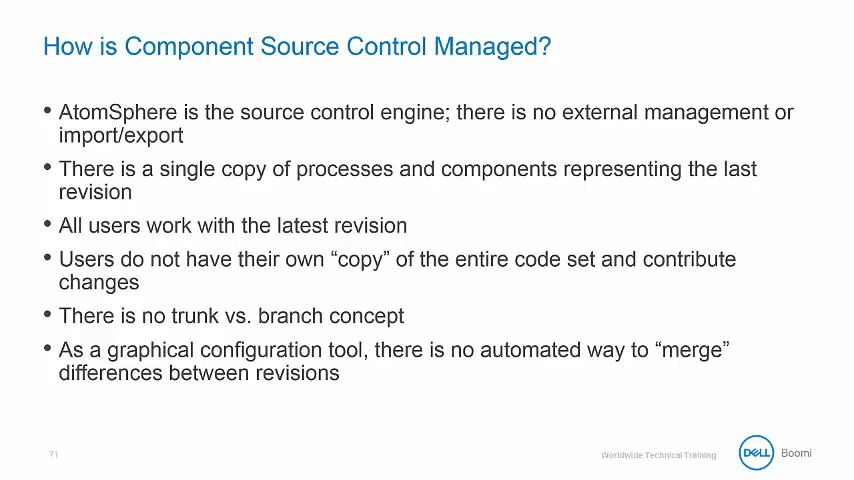 How is Component Source Control Managed?
• AtomSphere is the source control engine; there is no external management or
import/export
• There is a single copy of processes and components representing the last
revision
• All users work with the latest revision
• Users do not have their own “copy” of the entire code set and contribute
changes
• There is no trunk vs. branch concept
• As a graphical configuration tool, there is no automated way to “merge”
differences between revisions
71
Worldwide Technical Training
DELL
Boomi